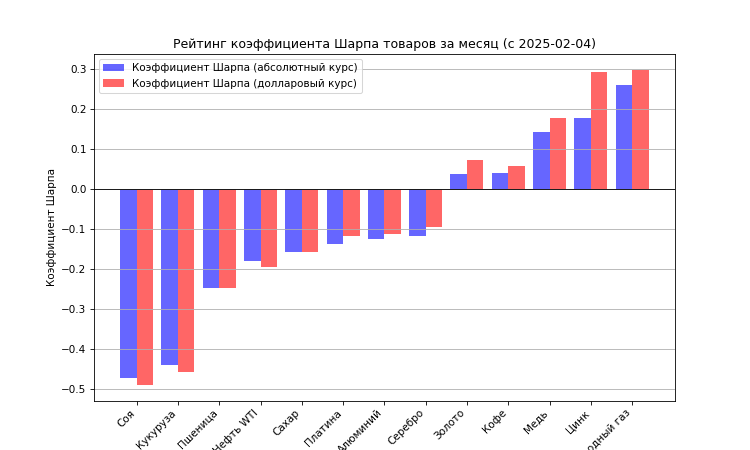 Рейтинг коэффициента Шарпа товаров за месяц (с 2025-02-04)
Коэффициент Шарпа (абсолютный курс)
Коэффициент Шарпа (долларовый курс)
Коэффициент Шарпа
0.3
0.2
0.1
0.0
−0.1
−0.2
−0.3
−0.4
−0.5
Соя
Кукуруза
Пшеница
Нефть WTI
Сахар
Платина
Алюминий
Серебро
Золото
Кофе
Медь
Цинк
газ